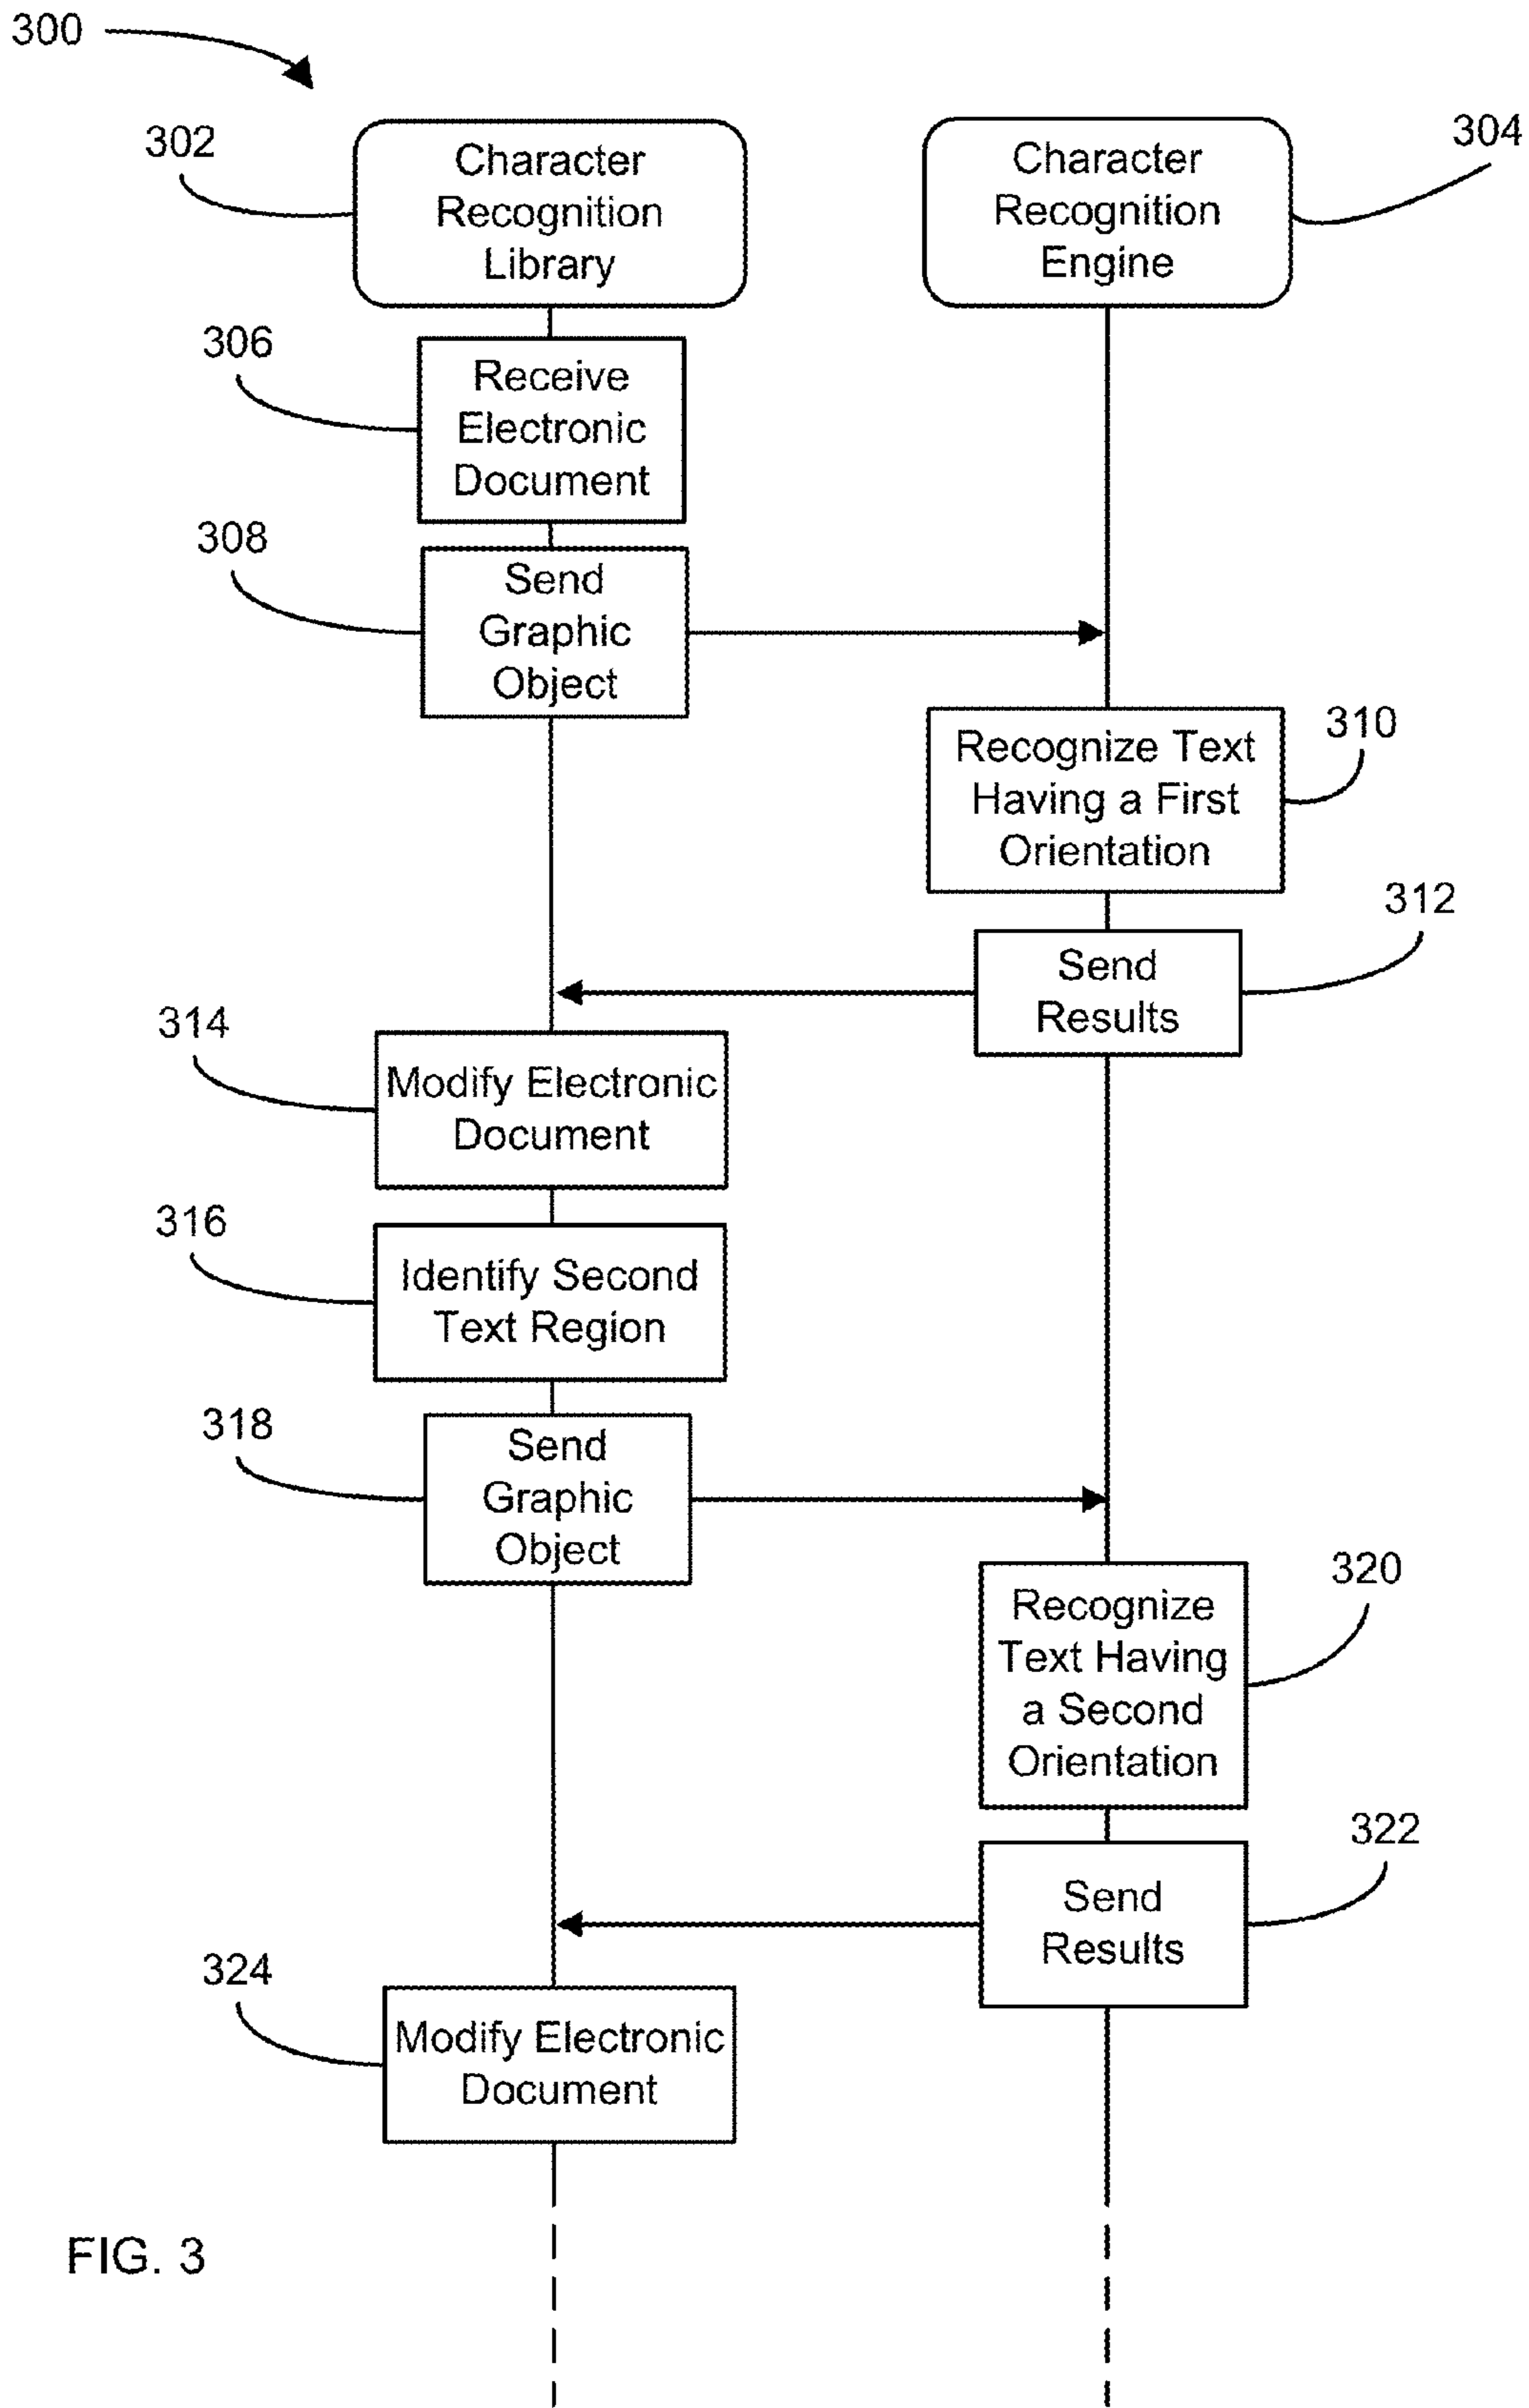 300
302
Character
Recognition
Library
Character
Recognition
Engine
304
306
Receive
Electronic
Document
308
Send
Graphic
Object
310
Recognize Text
Having a First
Orientation
312
Send
Results
314
Modify Electronic
Document
316
Identify Second
Text Region
318
Send
Graphic
Object
320
Recognize
Text Having
a Second
Orientation
322
Send
Results
324
Modify Electronic
Document
FIG. 3